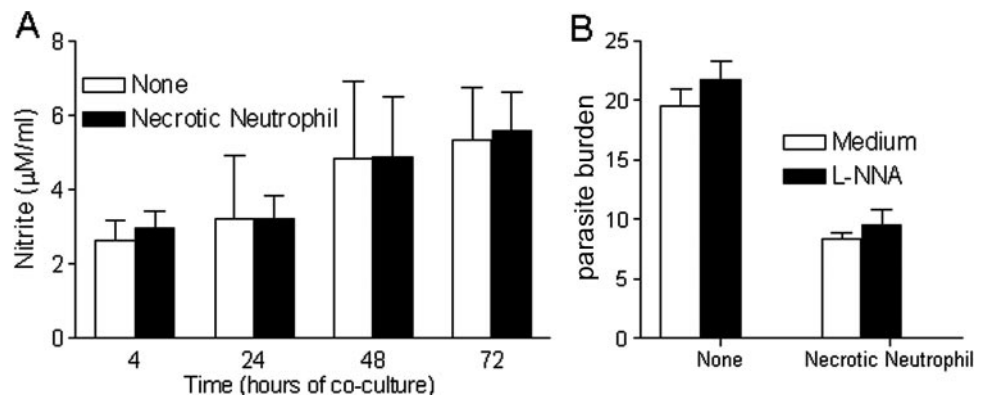 A
Nitrite (µM/ml)
8
6
4
2
0
None
Necrotic Neutrophil
4 24 48 72
Time (hours of co-culture)
B
parasite burden
25
20
15
10
5
0
Medium
L-NNA
None Necrotic Neutrophil